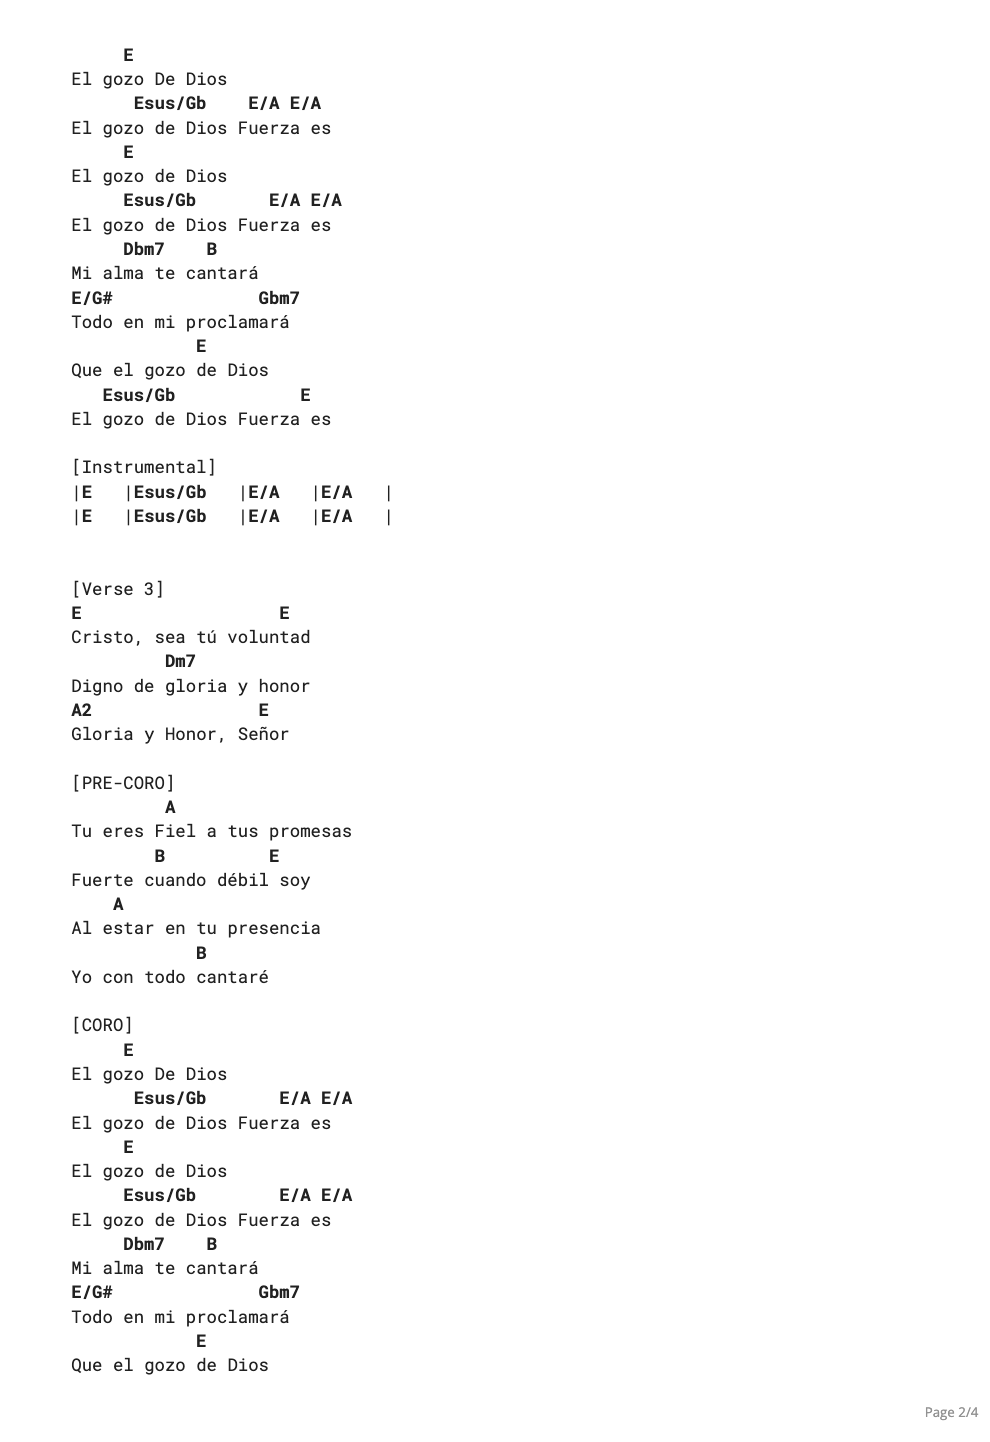 E
El gozo De Dios
      Esus/Gb    E/A E/A
El gozo de Dios Fuerza es
     E
El gozo de Dios
     Esus/Gb       E/A E/A
El gozo de Dios Fuerza es
     Dbm7    B
Mi alma te cantará
E/G#              Gbm7
Todo en mi proclamará
            E
Que el gozo de Dios
   Esus/Gb            E
El gozo de Dios Fuerza es

[Instrumental]
|E   |Esus/Gb   |E/A   |E/A   |
|E   |Esus/Gb   |E/A   |E/A   |


[Verse 3]
E                   E
Cristo, sea tú voluntad
         Dm7
Digno de gloria y honor
A2                E
Gloria y Honor, Señor

[PRE-CORO]
         A
Tu eres Fiel a tus promesas
        B          E
Fuerte cuando débil soy
    A
Al estar en tu presencia
            B
Yo con todo cantaré

[CORO]
     E
El gozo De Dios
      Esus/Gb       E/A E/A
El gozo de Dios Fuerza es
     E
El gozo de Dios
     Esus/Gb        E/A E/A
El gozo de Dios Fuerza es
     Dbm7    B
Mi alma te cantará
E/G#              Gbm7
Todo en mi proclamará
            E
Que el gozo de Dios
Page 2/4